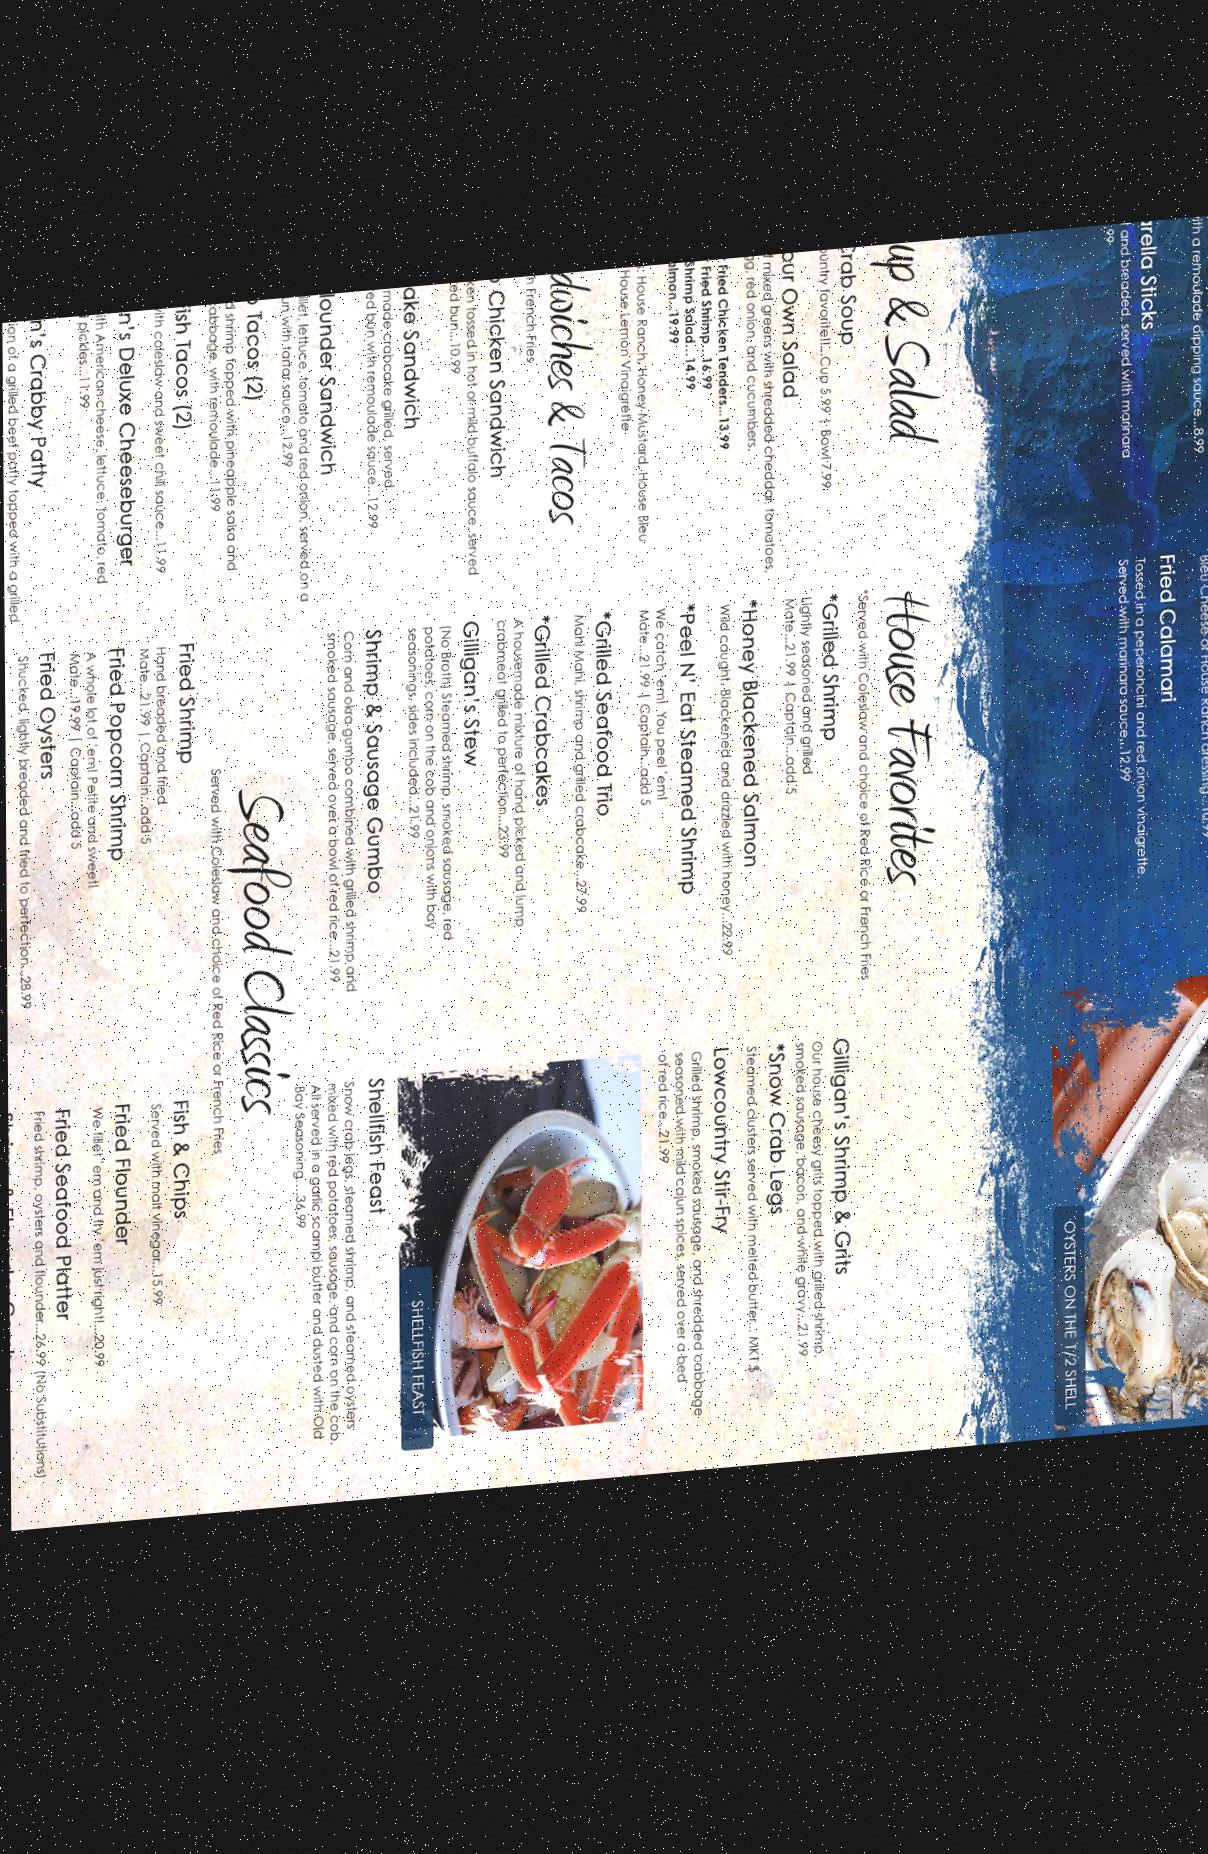 with a remoulade dipping sauce...8.99
arella Sticks
and breaded, served with marinara
.99
Bleu Cheese or House Ranch dressing...10.99
Fried Calamari
Tossed in a peperoncini and red onion vinaigrette.
Served with marinara sauce...12.99
OYSTERS ON THE 1/2 SHELL
up & Salad
Crab Soup
ountry favorite!!...Cup 5.99 | Bowl 7.99
our Own Salad
f mixed greens with shredded cheddar, tomatoes,
g, red onion, and cucumbers.
Fried Chicken Tenders...13.99
Fried Shrimp...16.99
Shrimp Salad...14.99
almon...19.99
: House Ranch, Honey Mustard, House Bleu
House Lemon Vinaigrette
dwiches & Tacos
h French Fries
Chicken Sandwich
ken tossed in hot or mild buffalo sauce, served
ed bun...10.99
ake Sandwich
made crabcake grilled, served
ed bun with remoulade sauce...12.99
lounder Sandwich
illet, lettuce, tomato and red onion, served on a
un with tartar sauce...12.99
Tacos (2)
d shrimp topped with pineapple salsa and
abbage, with remoulade...11.99
ish Tacos (2)
ith coleslaw and sweet chili sauce...11.99
n's Deluxe Cheeseburger
ith American cheese, lettuce, tomato, red
pickles...11.99
n's Crabby Patty
ion of a grilled beef patty topped with a grilled
House Favorites
*Served with Coleslaw and choice of Red Rice or French Fries
*Grilled Shrimp
Lightly seasoned and grilled
Mate...21.99 | Captain...add 5
*Honey Blackened Salmon
Wild caught. Blackened and drizzled with honey..22.99
*Peel N' Eat Steamed Shrimp
We catch 'em!. You peel 'em!
Mate...21.99 | Captain...add 5
*Grilled Seafood Trio
Mahi Mahi, shrimp and grilled crabcake...27.99
*Grilled Crabcakes
A housemade mixture of hand picked and lump
crabmeat grilled to perfection...23.99
Gilligan's Stew
(No Broth) Steamed shrimp, smoked sausage, red
potatoes, corn on the cob and onions with bay
seasonings, sides included...21.99
Shrimp & Sausage Gumbo
Corn and okra gumbo combined with grilled shrimp and
smoked sausage, served over a bowl of red rice...21.99
Gilligan's Shrimp & Grits
Our house cheesy grits topped with grilled shrimp,
smoked sausage, bacon, and white gravy...21.99
*Snow Crab Legs
Steamed clusters served with melted butter... MKT $
Lowcountry Stir-Fry
Grilled shrimp, smoked sausage, and shredded cabbage
seasoned with mild cajun spices, served over a bed
of red rice...21.99
SHELLFISH FEAST
Shellfish Feast
Snow crab legs, steamed shrimp, and steamed oysters
mixed with red potatoes, sausage and corn on the cob.
All served in a garlic scampi butter and dusted with Old
Bay Seasoning....36.99
Seafood Classics
Served with Coleslaw and choice of Red Rice or French Fries
Fried Shrimp
Hand breaded and fried
Mate...21.99 | Captain...add 5
Fried Popcorn Shrimp
A whole lot of 'em! Petite and sweet!
Mate...19.99 | Captain...add 5
Fried Oysters
Shucked, lightly breaded and fried to perfection...28.99
Fish & Chips
Served with malt vinegar...15.99
Fried Flounder
We fillet 'em and fry 'em just right!...20.99
Fried Seafood Platter
Fried shrimp, oysters and flounder...26.99 (No Substitutions)